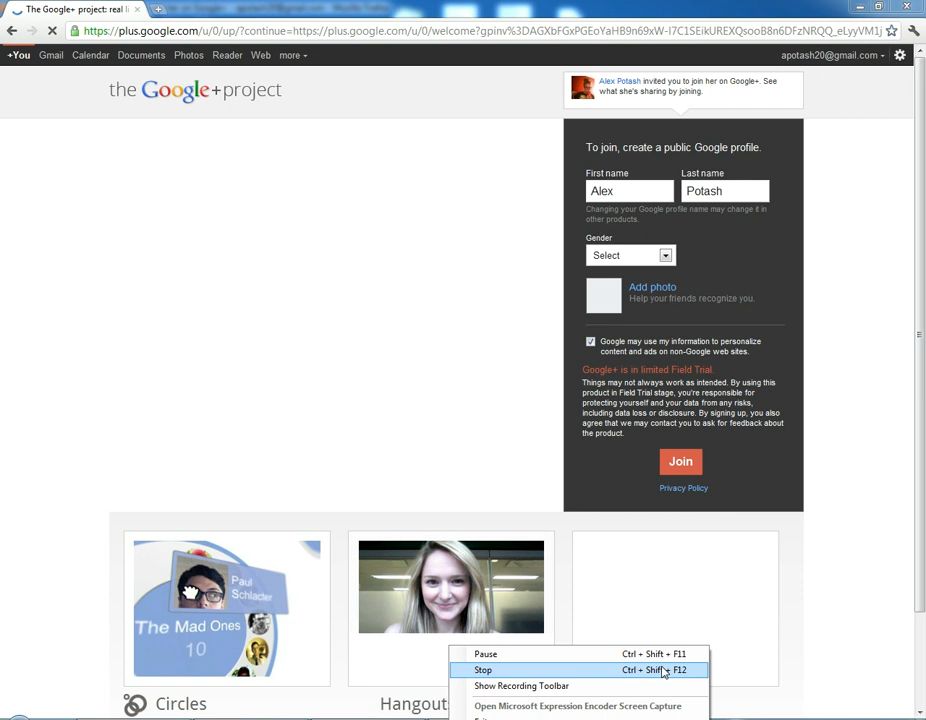 The Google+ project: real li
https://plus.google.com/u/0/up/?continue=https://plus.google.com/u/0/welcome?gpinv%3DAGXbFGxPGEoYaHB9n69xW-I7C1SEikUREXQsooB8n6DFzNRQQ_eLyyVM1j
+You Gmail Calendar Documents Photos Reader Web more
apotash20@gmail.com
the Google+project
Alex Potash invited you to join her on Google+. See
what she's sharing by joining.
To join, create a public Google profile.
First name Last name
Alex Potash
Changing your Google profile name may change it in
other products.
Gender
Select
Add photo
Help your friends recognize you.
Google may use my information to personalize
content and ads on non-Google web sites.
Google+ is in limited Field Trial.
Things may not always work as intended. By using this
product in Field Trial stage, you're responsible for
protecting yourself and your data from any risks,
including data loss or disclosure. By signing up, you also
agree that we may contact you to ask for feedback about
the product.
Join
Privacy Policy
Paul
Schlacter
The Mad Ones
10
Circles
Hangout
Pause Ctrl + Shift + F11
Stop Ctrl + Shift + F12
Show Recording Toolbar
Open Microsoft Expression Encoder Screen Capture